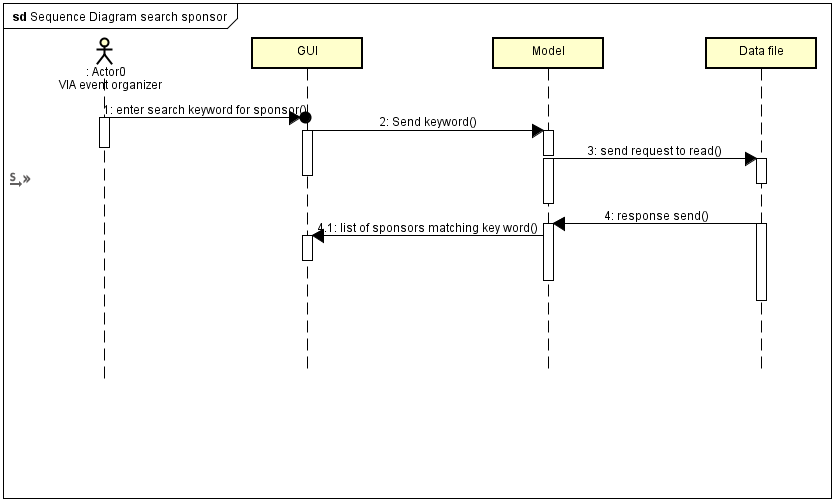 sd Sequence Diagram search sponsor
: Actor0
VIA event organizer
GUI
Model
Data file
1: enter search keyword for sponsor()
2: Send keyword()
3: send request to read()
4: response send()
4.1: list of sponsors matching key word()
S